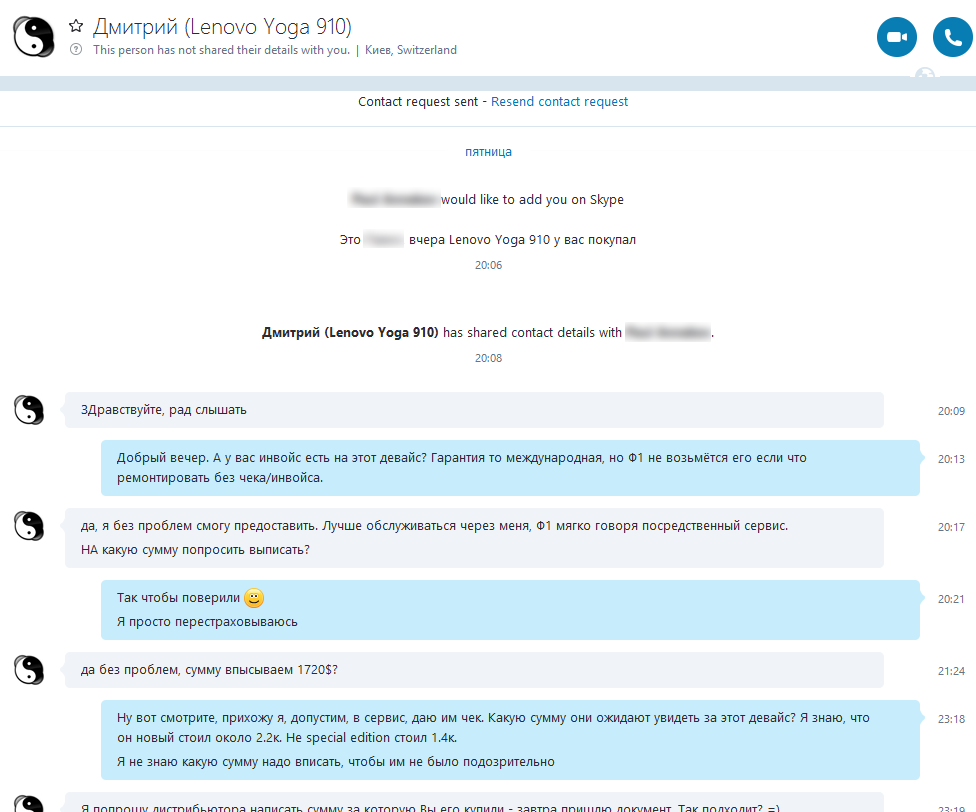 Дмитрий (Lenovo Yoga 910)
This person has not shared their details with you. | Киев, Switzerland
Contact request sent - Resend contact request
пятница
would like to add you on Skype
Это вчера Lenovo Yoga 910 у вас покупал
20:06
Дмитрий (Lenovo Yoga 910) has shared contact details with .
20:08
ЗДравствуйте, рад слышать
20:09
Добрый вечер. А у вас инвойс есть на этот девайс? Гарантия то международная, но Ф1 не возьмётся его если что
ремонтировать без чека/инвойса.
20:13
да, я без проблем смогу предоставить. Лучше обслуживаться через меня, Ф1 мягко говоря посредственный сервис.
НА какую сумму попросить выписать?
20:17
Так чтобы поверили
Я просто перестраховываюсь
20:21
да без проблем, сумму вписываем 1720$?
21:24
Ну вот смотрите, прихожу я, допустим, в сервис, даю им чек. Какую сумму они ожидают увидеть за этот девайс? Я знаю, что
он новый стоил около 2.2к. Не special edition стоил 1.4к.
Я не знаю какую сумму надо вписать, чтобы им не было подозрительно
23:18
Я попрошу дистрибьютора написать сумму за которую Вы его купили - завтра пришлю документ. Так подходит? =)
23:19